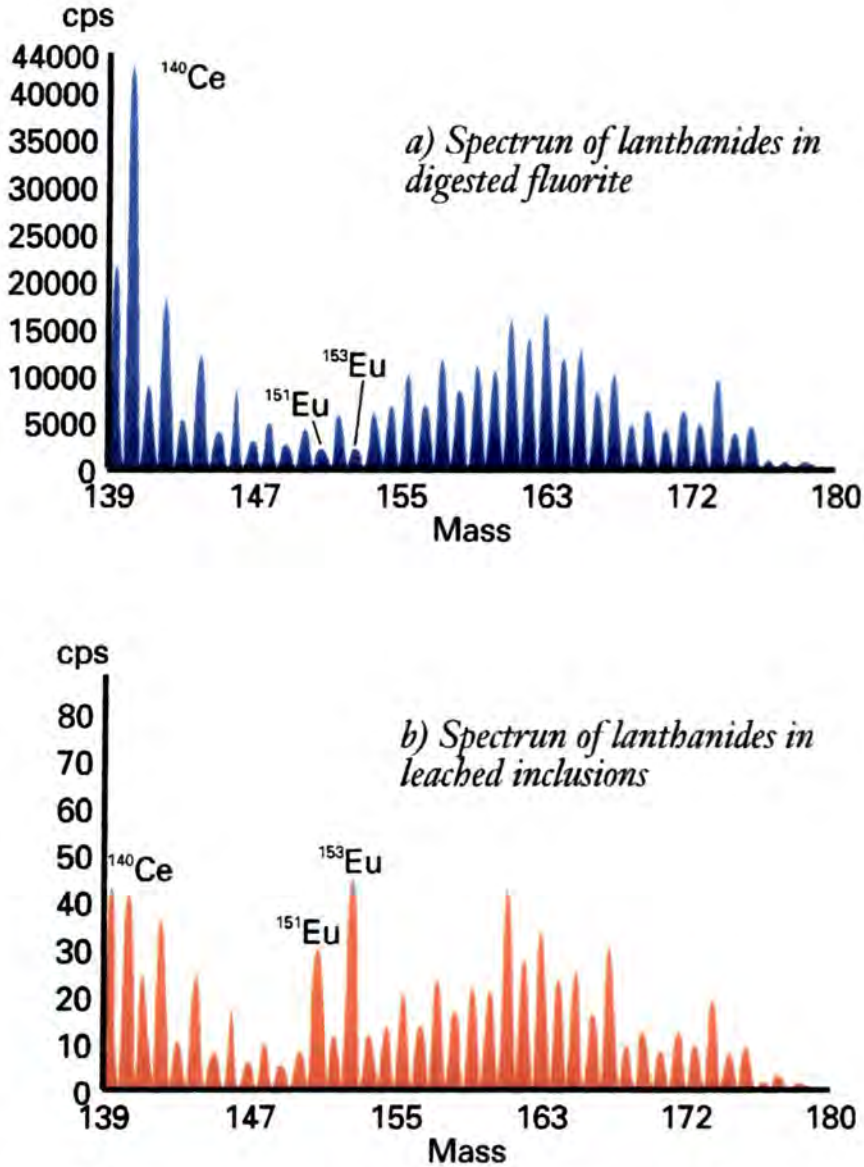 cps
44000
40000
35000
30000
25000
20000
15000
10000
5000
0
¹⁴⁰Ce
a) Spectrun of lanthanides in
digested fluorite
¹⁵¹Eu
¹⁵³Eu
139 147 155 163 172 180
Mass
cps
80
70
60
50
40
30
20
10
0
b) Spectrun of lanthanides in
leached inclusions
¹⁴⁰Ce
¹⁵¹Eu
¹⁵³Eu
139 147 155 163 172 180
Mass